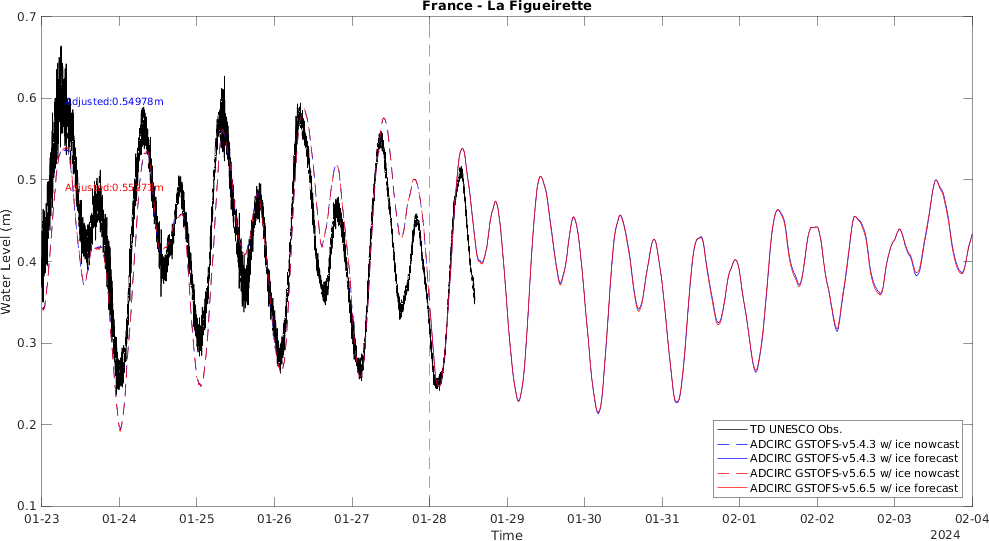 France - La Figueirette
0.7
0.6
0.5
0.4
0.3
0.2
0.1
Water Level (m)
Adjusted:0.54978m
Adjusted:0.55271m
TD UNESCO Obs.
ADCIRC GSTOFS-v5.4.3 w/ ice nowcast
ADCIRC GSTOFS-v5.4.3 w/ ice forecast
ADCIRC GSTOFS-v5.6.5 w/ ice nowcast
ADCIRC GSTOFS-v5.6.5 w/ ice forecast
01-23 01-24 01-25 01-26 01-27 01-28 01-29 01-30 01-31 02-01 02-02 02-03 02-04
Time
2024